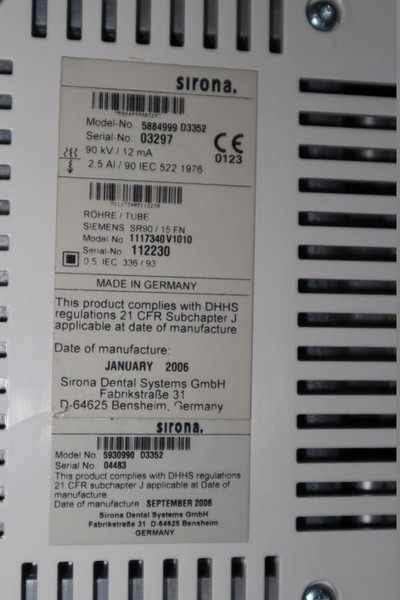 sirona.
Model-No 5884999 D3352
Serial-No 03297
90 kV / 12 mA
2.5 Al / 90 IEC 522 1976
CE
0123
RÖHRE / TUBE
SIEMENS SR90 / 15 FN
Model-No 1117340V1010
Serial-No 112230
0.5 IEC 336 / 93
MADE IN GERMANY
This product complies with DHHS
regulations 21 CFR Subchapter J
applicable at date of manufacture
Date of manufacture:
JANUARY 2006
Sirona Dental Systems GmbH
Fabrikstraße 31
D-64625 Bensheim, Germany
sirona.
Model No 5930990 D3352
Serial No 04483
This product complies with DHHS regulations
21 CFR subchapter J applicable at Date of
manufacture.
Date of manufacture SEPTEMBER 2006
Sirona Dental Systems GmbH
Fabrikstraße 31 D-64625 Bensheim
GERMANY